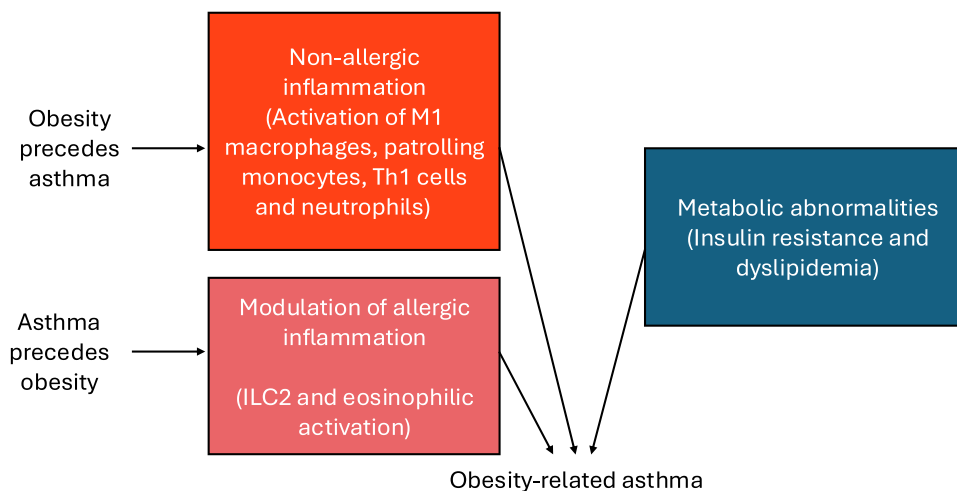 Obesity
precedes
asthma
Non-allergic
inflammation
(Activation of M1
macrophages, patrolling
monocytes, Th1 cells
and neutrophils)
Metabolic abnormalities
(Insulin resistance and
dyslipidemia)
Asthma
precedes
obesity
Modulation of allergic
inflammation
(ILC2 and eosinophilic
activation)
Obesity-related asthma